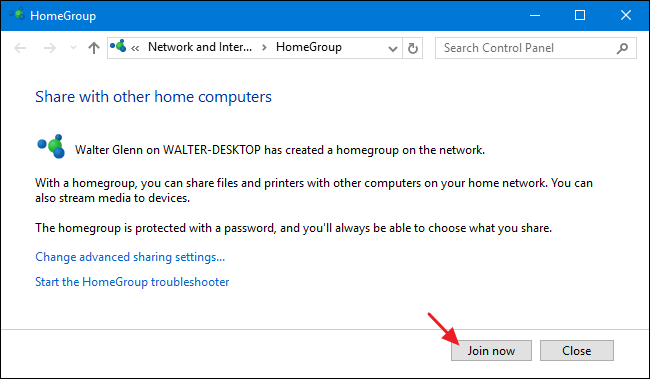 HomeGroup
« Network and Inter... > HomeGroup
Search Control Panel
Share with other home computers
Walter Glenn on WALTER-DESKTOP has created a homegroup on the network.
With a homegroup, you can share files and printers with other computers on your home network. You can
also stream media to devices.
The homegroup is protected with a password, and you'll always be able to choose what you share.
Change advanced sharing settings...
Start the HomeGroup troubleshooter
Join now
Close